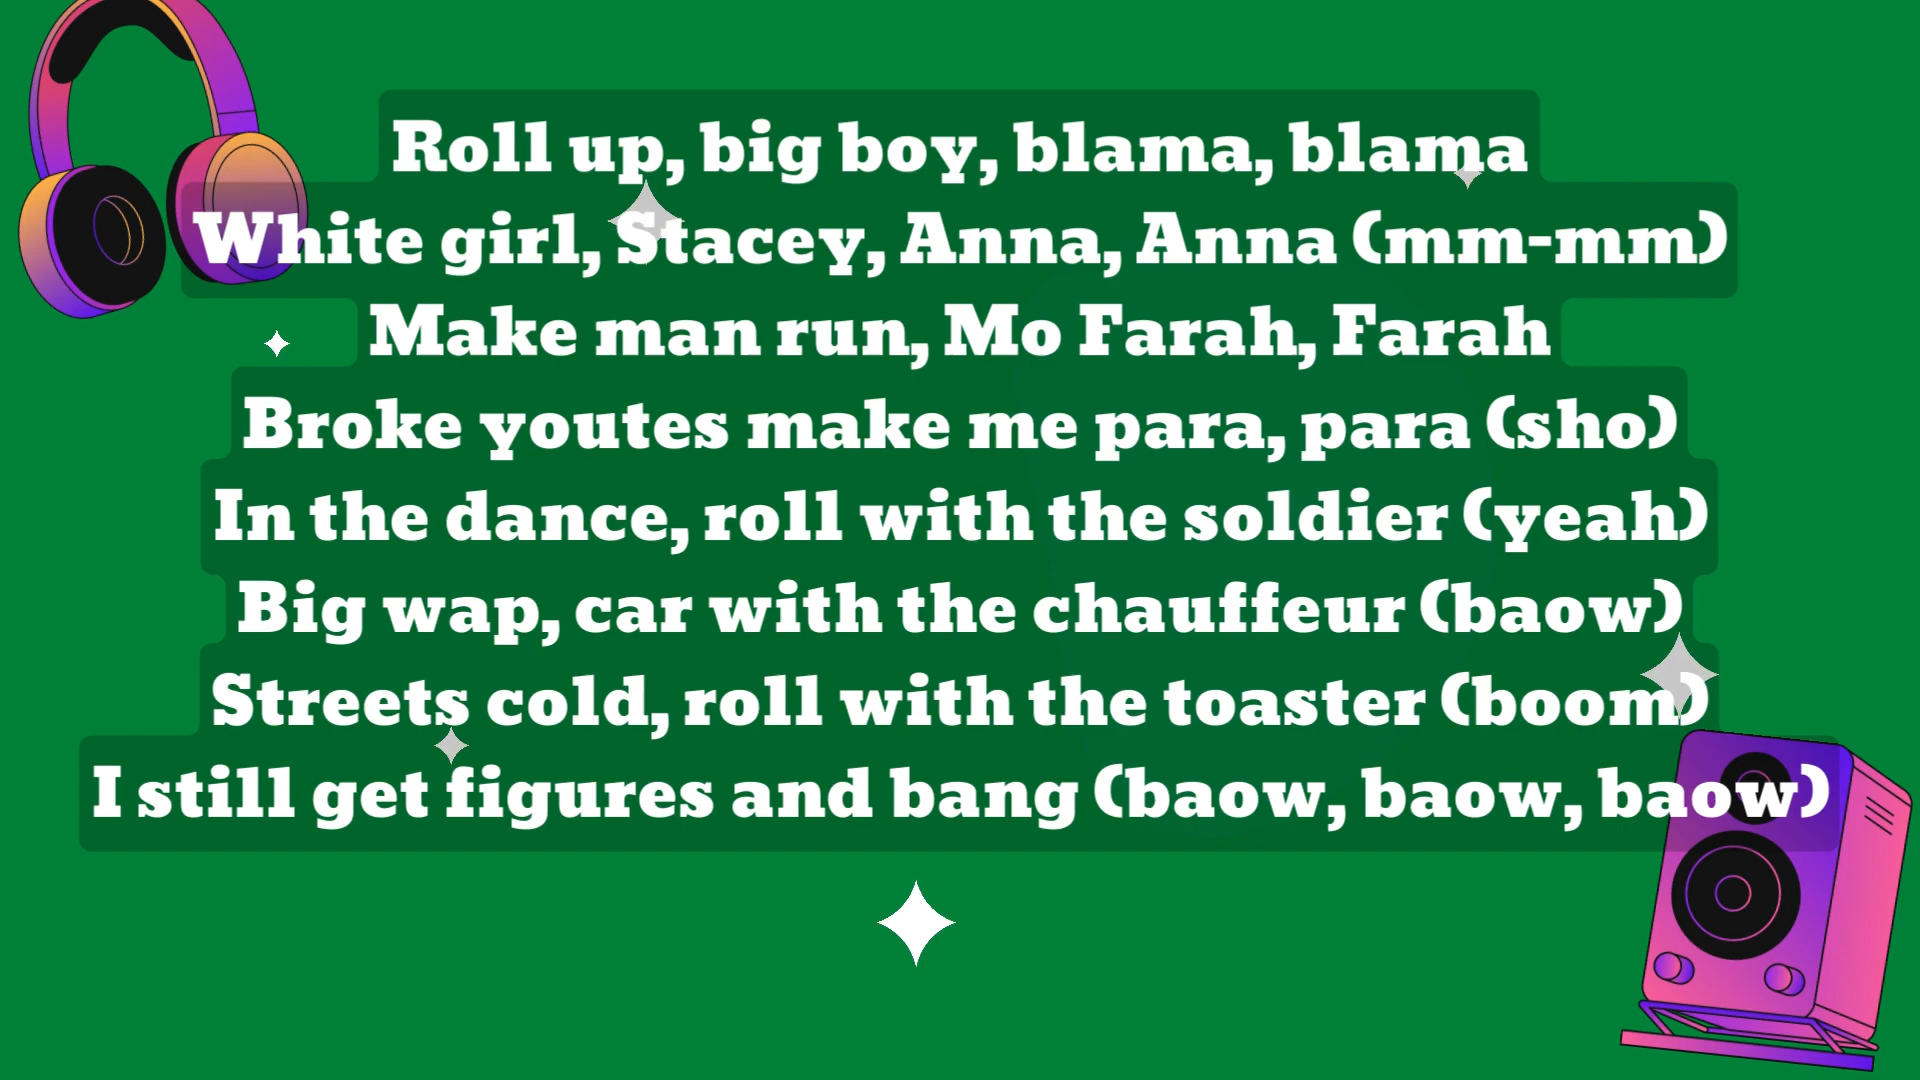 Roll up, big boy, blama, blama
White girl, Stacey, Anna, Anna (mm-mm)
Make man run, Mo Farah, Farah
Broke youtes make me para, para (sho)
In the dance, roll with the soldier (yeah)
Big wap, car with the chauffeur (baow)
Streets cold, roll with the toaster (boom)
I still get figures and bang (baow, baow, baow)